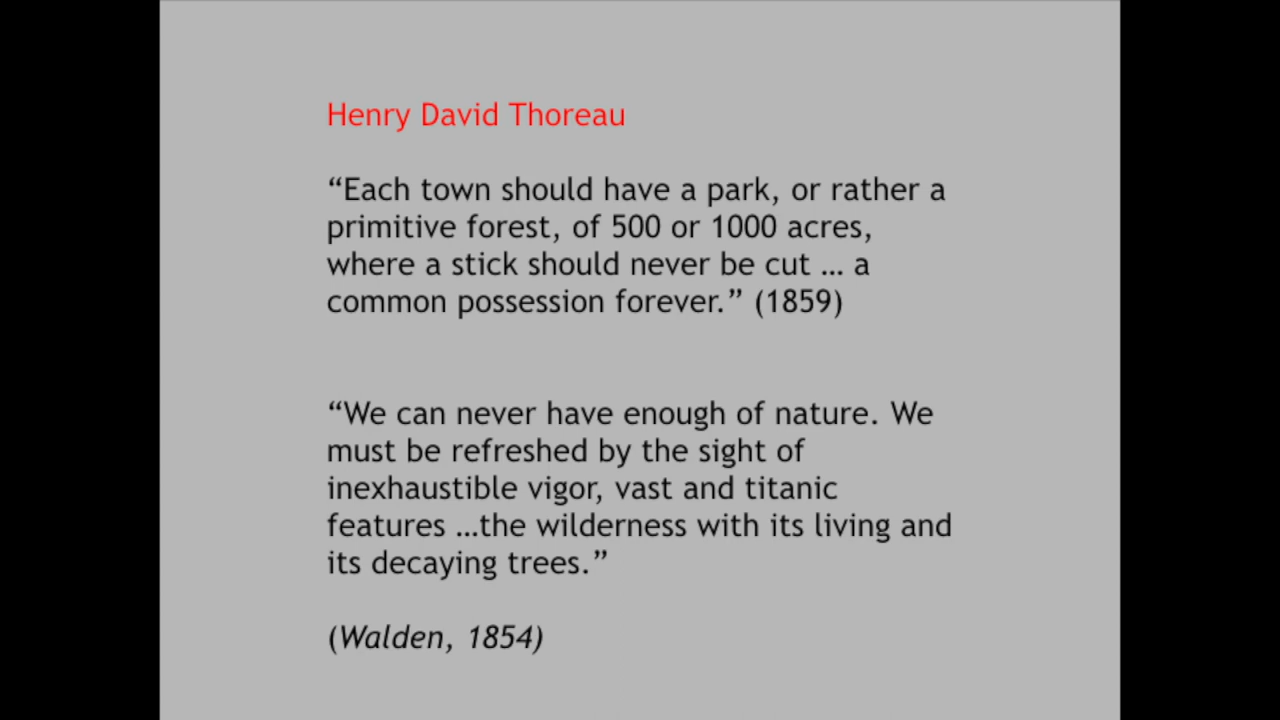 Henry David Thoreau
“Each town should have a park, or rather a
primitive forest, of 500 or 1000 acres,
where a stick should never be cut … a
common possession forever.” (1859)
“We can never have enough of nature. We
must be refreshed by the sight of
inexhaustible vigor, vast and titanic
features …the wilderness with its living and
its decaying trees.”
(Walden, 1854)